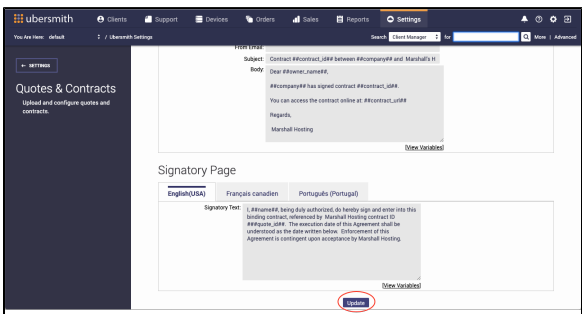 ubersmith
Clients
Support
Devices
Orders
Sales
Reports
Settings
You Are Here: default / Ubersmith Settings
Search Client Manager for
More | Advanced
← SETTINGS
Quotes & Contracts
Upload and configure quotes and
contracts.
From Email:
Subject: Contract ##contract_id## between ##company## and Marshall's H
Body: Dear ##owner_name##,
##company## has signed contract ##contract_id##.
You can access the contract online at: ##contract_url##
Regards,
Marshall Hosting
[View Variables]
Signatory Page
English(USA)
Français canadien
Português (Portugal)
Signatory Text: I, ##name##, being duly authorized, do hereby sign and enter into this
binding contract, referenced by Marshall Hosting contract ID
###quote_id##. The execution date of this Agreement shall be
understood as the date written below. Enforcement of this
Agreement is contingent upon acceptance by Marshall Hosting.
[View Variables]
Update